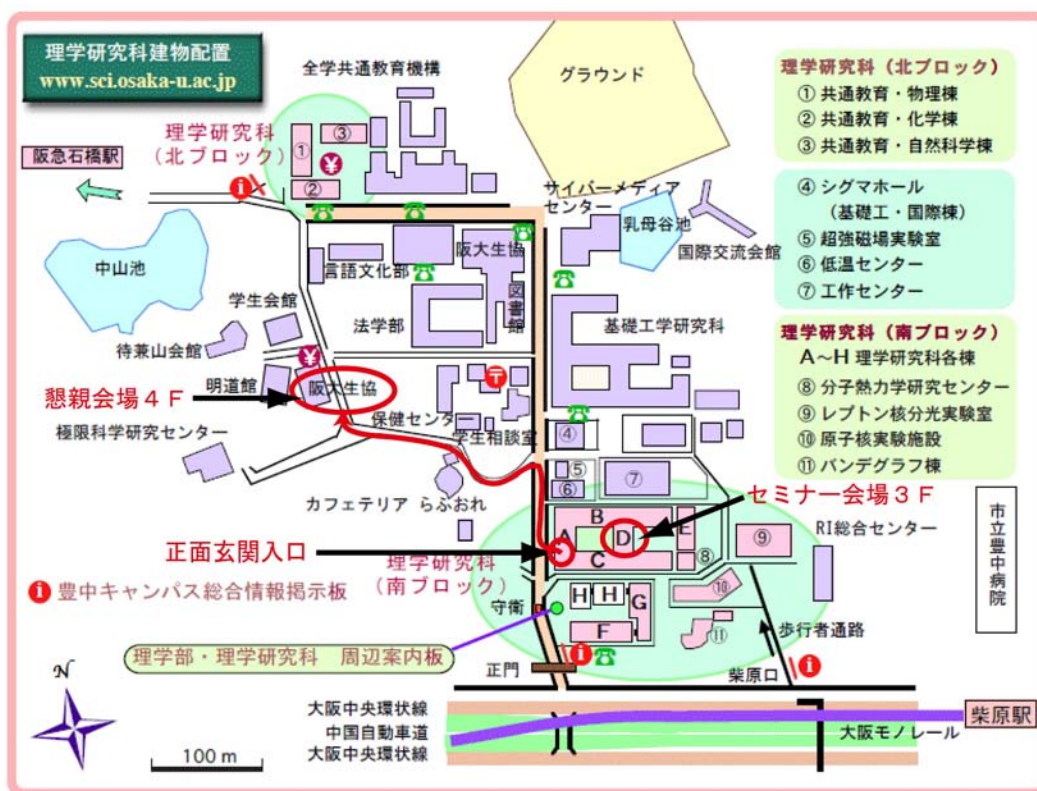 理学研究科建物配置
www.sci.osaka-u.ac.jp
全学共通教育機構
グラウンド
理学研究科
(北ブロック)
阪急石橋駅
①
②
③
¥
i
サイバーメディア
センター
乳母谷池
国際交流会館
中山池
言語文化部
阪大生協
図書館
学生会館
法学部
基礎工学研究科
待兼山会館
¥
明道館
阪大生協
懇親会場4F
保健センター
〒
学生相談室
極限科学研究センター
④
⑤
⑥
⑦
カフェテリア らふおれ
セミナー会場3F
A
B
C
D
E
⑧
⑨
RI総合センター
市立豊中病院
正面玄関入口
理学研究科
(南ブロック)
i 豊中キャンパス総合情報掲示板
守衛
H
H
G
F
⑩
⑪
歩行者通路
理学部・理学研究科 周辺案内板
正門
i
柴原口
i
N
100 m
大阪中央環状線
中国自動車道
大阪中央環状線
大阪モノレール
柴原駅
理学研究科(北ブロック)
① 共通教育・物理棟
② 共通教育・化学棟
③ 共通教育・自然科学棟
④ シグマホール
(基礎工・国際棟)
⑤ 超強磁場実験室
⑥ 低温センター
⑦ 工作センター
理学研究科(南ブロック)
A~H 理学研究科各棟
⑧ 分子熱力学研究センター
⑨ レプトン核分光実験室
⑩ 原子核実験施設
⑪ バンデグラフ棟